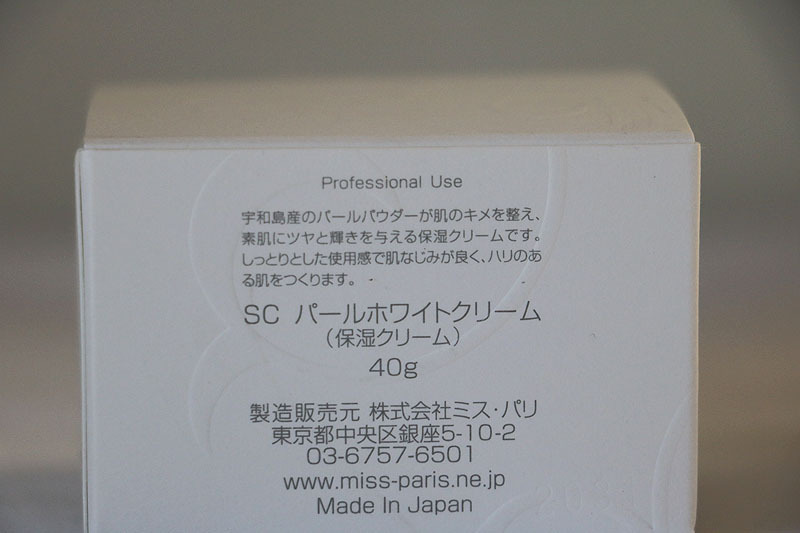 Professional Use
宇和島産のパールパウダーが肌のキメを整え、
素肌にツヤと輝きを与える保湿クリームです。
しっとりとした使用感で肌なじみが良く、ハリのあ
る肌をつくります。
SC パールホワイトクリーム
（保湿クリーム）
40g
製造販売元 株式会社ミス・パリ
東京都中央区銀座5-10-2
03-6757-6501
www.miss-paris.ne.jp
Made In Japan